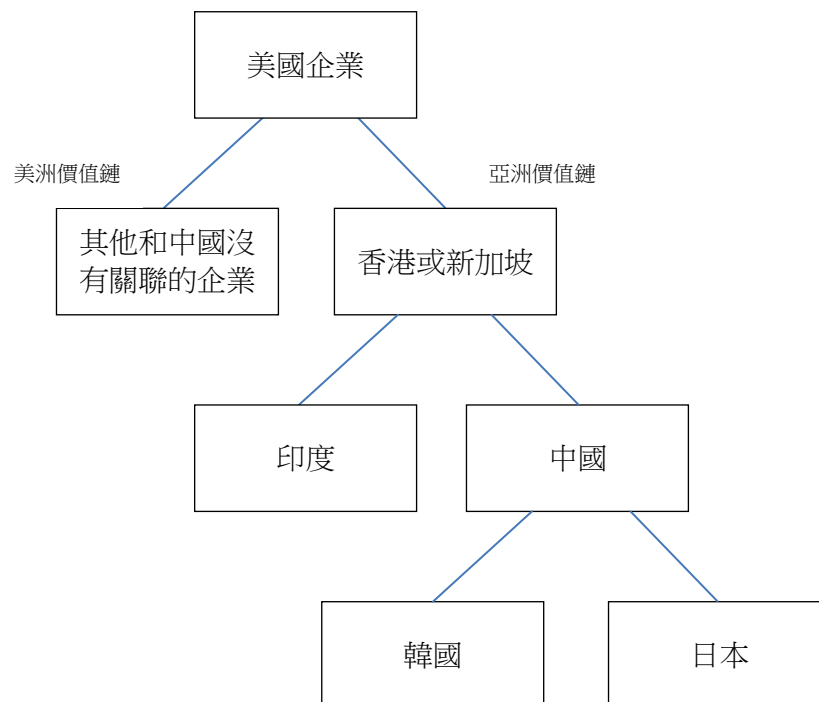 美國企業
美洲價值鏈
亞洲價值鏈
其他和中國沒
有關聯的企業
香港或新加坡
印度
中國
韓國
日本